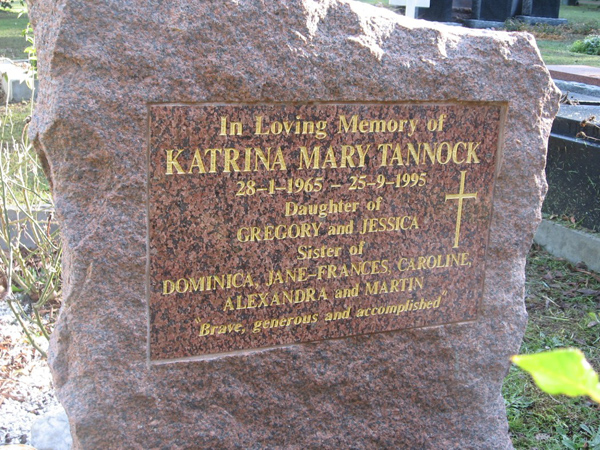 In Loving Memory of
KATRINA MARY TANNOCK
28-1-1965 - 25-9-1995
Daughter of
GREGORY and JESSICA
Sister of
DOMINICA, JANE-FRANCES, CAROLINE,
ALEXANDRA and MARTIN
"Brave, generous and accomplished"